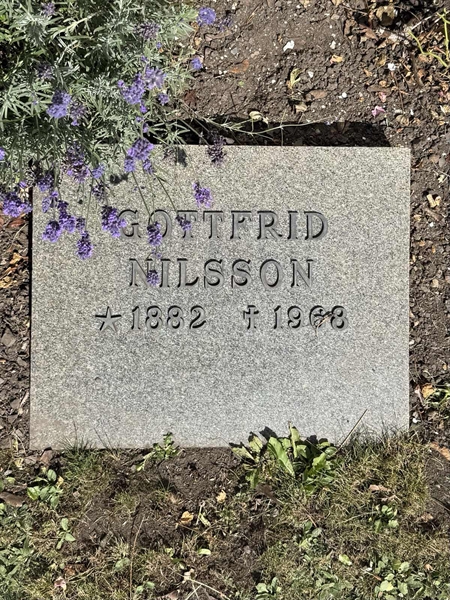 GOTTFRID
NILSSON
★ 1882 † 1968